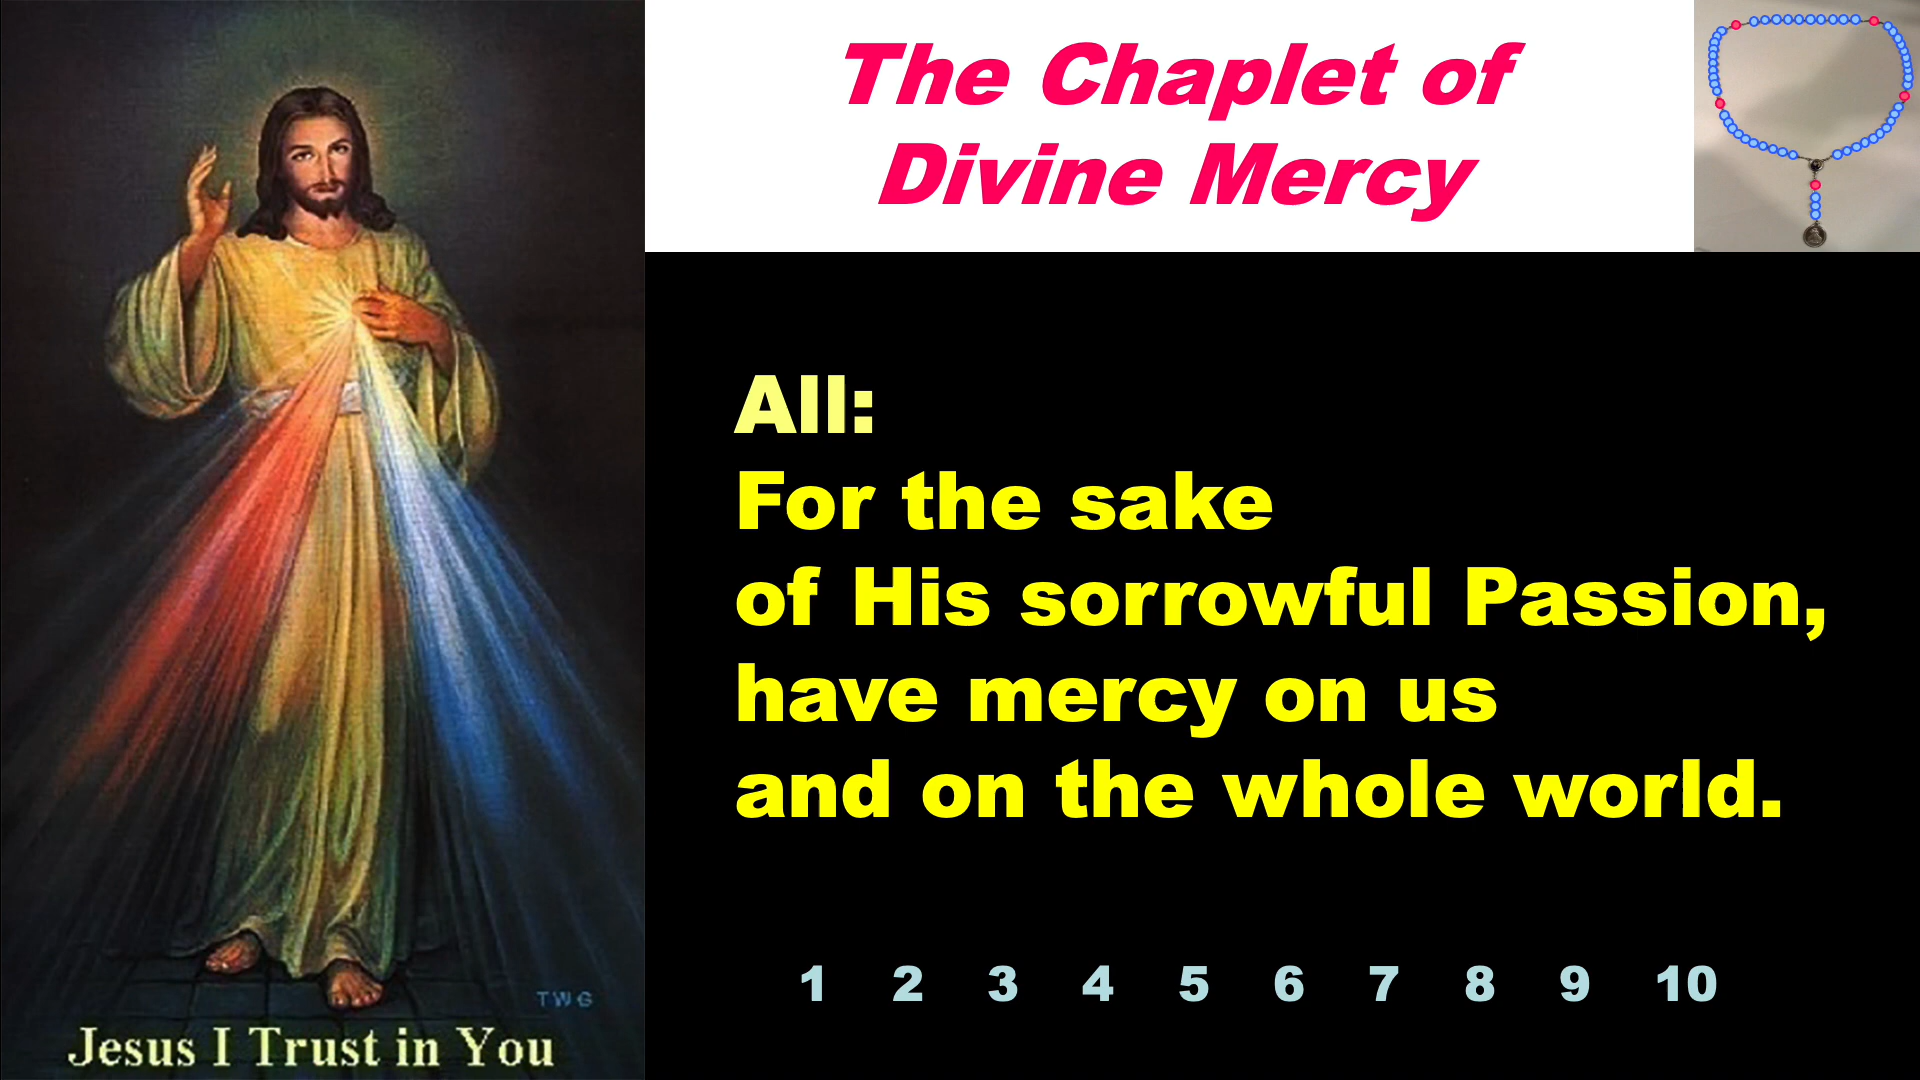 The Chaplet of
Divine Mercy
All:
For the sake
of His sorrowful Passion,
have mercy on us
and on the whole world.
1 2 3 4 5 6 7 8 9 10
TWG
Jesus I Trust in You